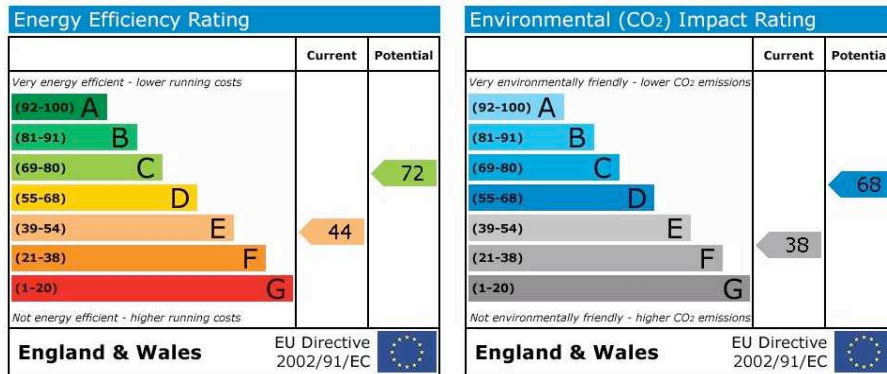 Energy Efficiency Rating
Current Potential
Very energy efficient - lower running costs
(92-100) A
(81-91) B
(69-80) C
72
(55-68) D
(39-54) E
44
(21-38) F
(1-20) G
Not energy efficient - higher running costs
England & Wales
EU Directive
2002/91/EC
Environmental (CO₂) Impact Rating
Current Potential
Very environmentally friendly - lower CO₂ emissions
(92-100) A
(81-91) B
(69-80) C
(55-68) D
68
(39-54) E
(21-38) F
38
(1-20) G
Not environmentally friendly - higher CO₂ emissions
England & Wales
EU Directive
2002/91/EC